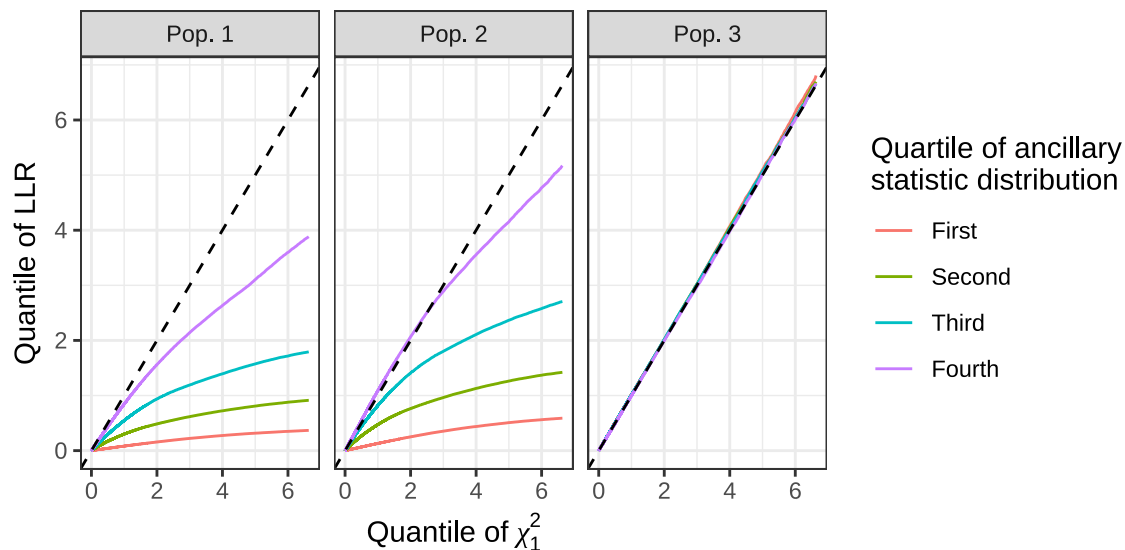 Pop. 1 Pop. 2 Pop. 3
Quantile of LLR
6
4
2
0
0 2 4 6 0 2 4 6 0 2 4 6
Quantile of χ₁²
Quartile of ancillary
statistic distribution
First
Second
Third
Fourth